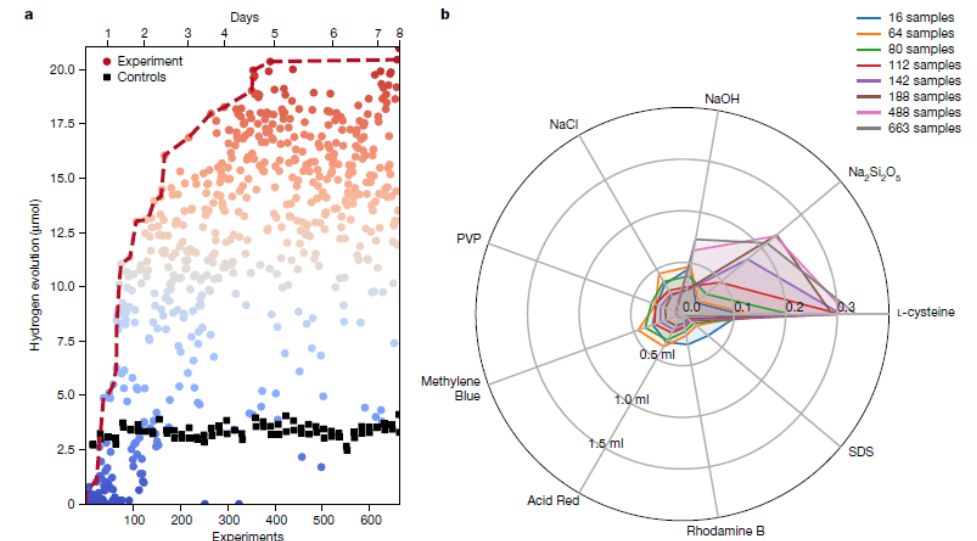 a
Days
1 2 3 4 5 6 7 8
Hydrogen evolution (μmol)
20.0
17.5
15.0
12.5
10.0
7.5
5.0
2.5
0
Experiment
Controls
100 200 300 400 500 600
Experiments
b
16 samples
64 samples
80 samples
112 samples
142 samples
188 samples
488 samples
663 samples
NaOH
NaCl
Na₂Si₂O₅
PVP
0.0 0.1 0.2 0.3
L-cysteine
0.5 ml
Methylene
Blue
1.0 ml
1.5 ml
SDS
Acid Red
Rhodamine B